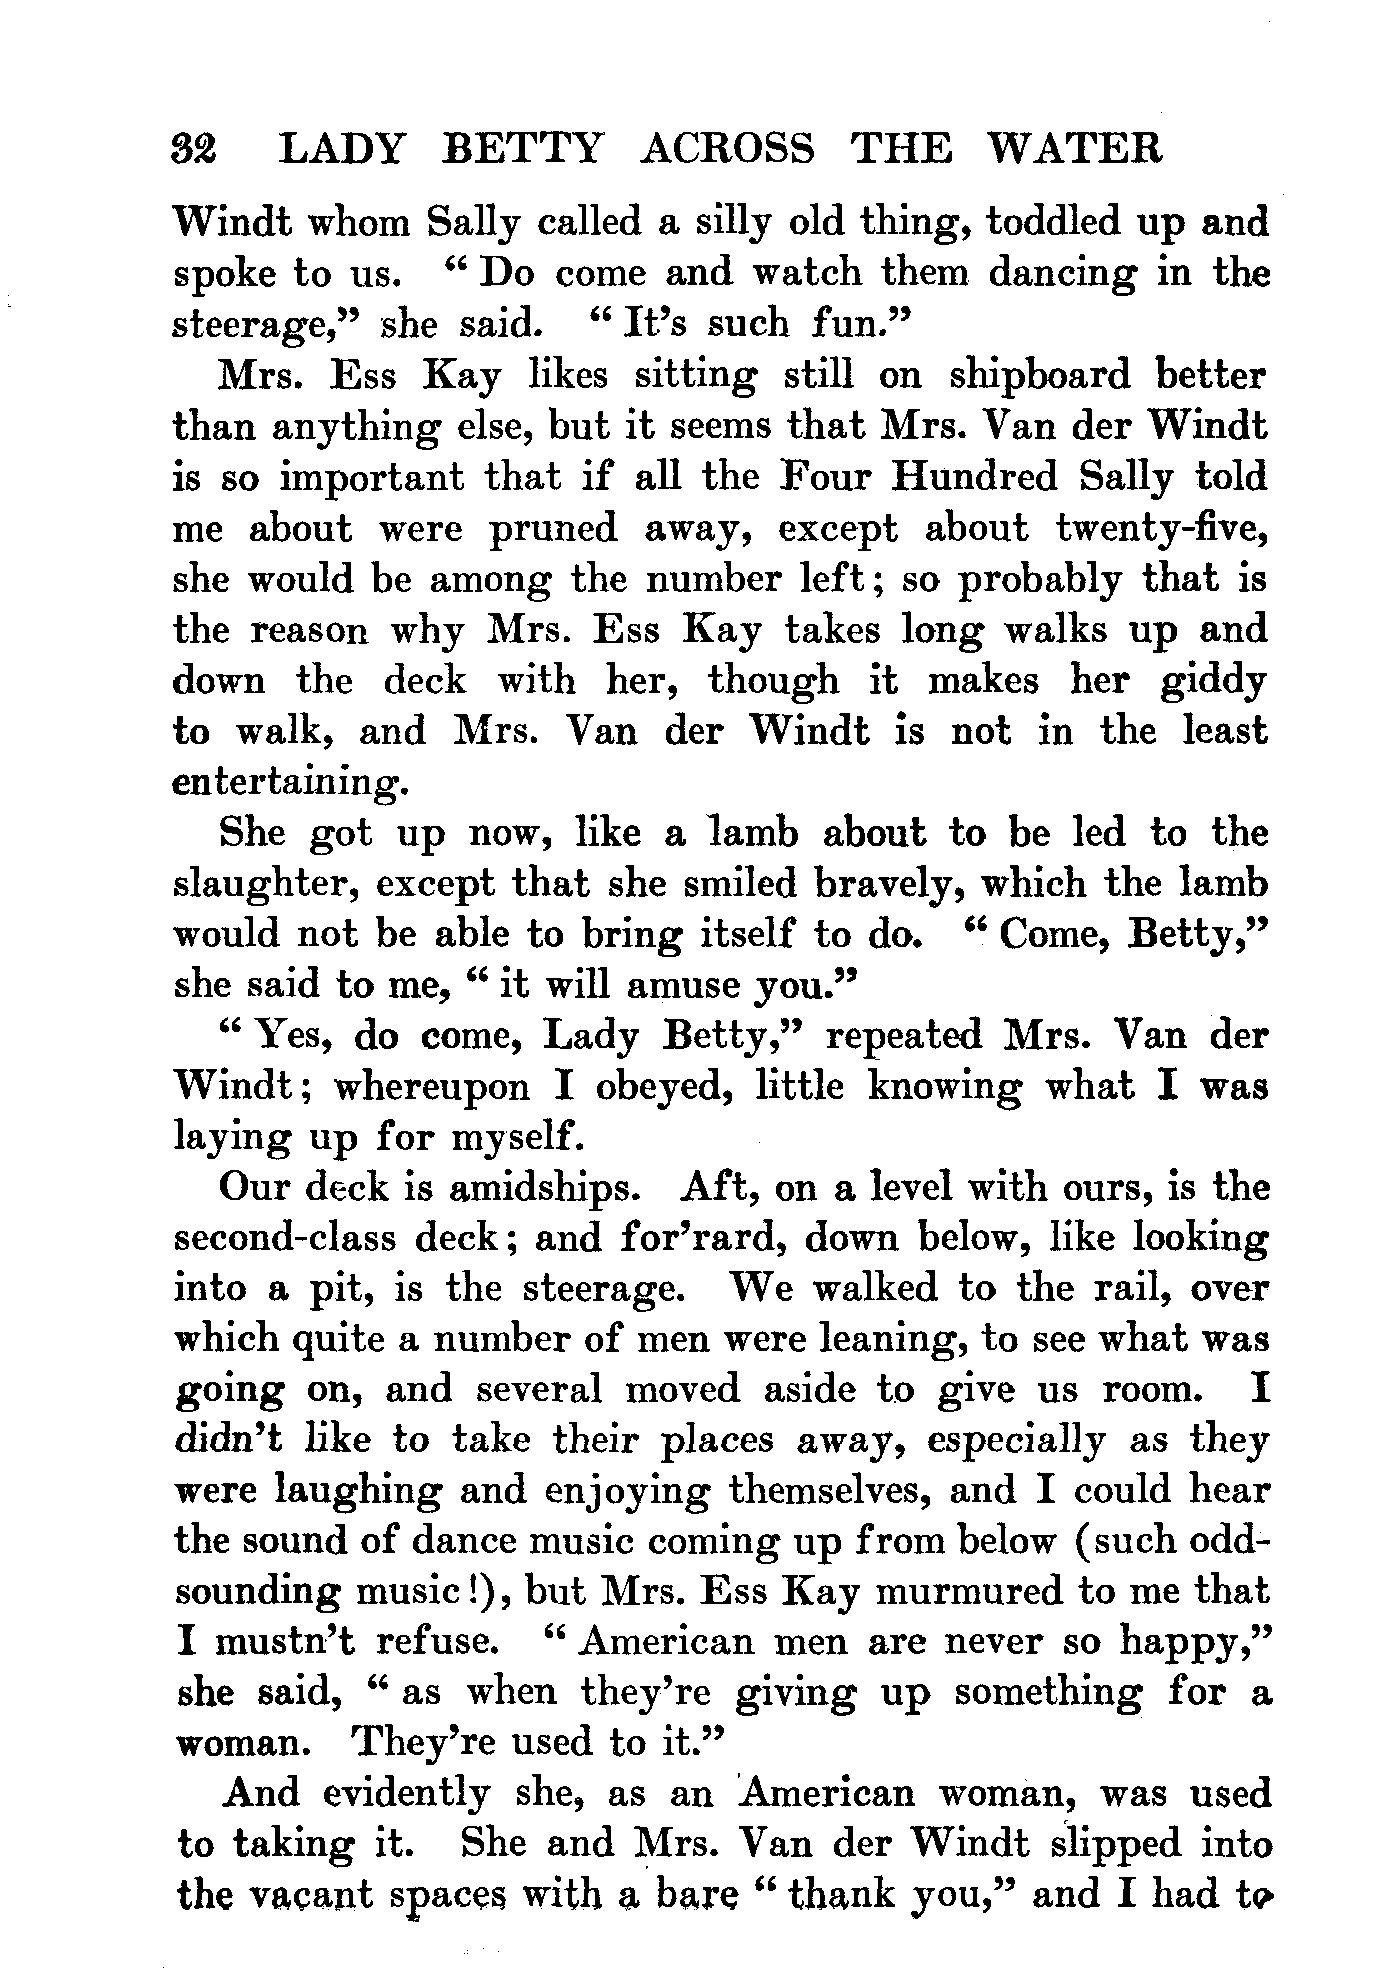 32 LADY BETTY ACROSS THE WATER
Windt whom Sally called a silly old thing, toddled up and
spoke to us. "Do come and watch them dancing in the
steerage," she said. "It's such fun."
Mrs. Ess Kay likes sitting still on shipboard better
than anything else, but it seems that Mrs. Van der Windt
is so important that if all the Four Hundred Sally told
me about were pruned away, except about twenty-five,
she would be among the number left; so probably that is
the reason why Mrs. Ess Kay takes long walks up and
down the deck with her, though it makes her giddy
to walk, and Mrs. Van der Windt is not in the least
entertaining.
She got up now, like a lamb about to be led to the
slaughter, except that she smiled bravely, which the lamb
would not be able to bring itself to do. "Come, Betty,"
she said to me, "it will amuse you."
"Yes, do come, Lady Betty," repeated Mrs. Van der
Windt; whereupon I obeyed, little knowing what I was
laying up for myself.
Our deck is amidships. Aft, on a level with ours, is the
second-class deck; and for'rard, down below, like looking
into a pit, is the steerage. We walked to the rail, over
which quite a number of men were leaning, to see what was
going on, and several moved aside to give us room. I
didn't like to take their places away, especially as they
were laughing and enjoying themselves, and I could hear
the sound of dance music coming up from below (such odd-
sounding music!), but Mrs. Ess Kay murmured to me that
I mustn't refuse. "American men are never so happy,"
she said, "as when they're giving up something for a
woman. They're used to it."
And evidently she, as an American woman, was used
to taking it. She and Mrs. Van der Windt slipped into
the vacant spaces with a bare "thank you," and I had to